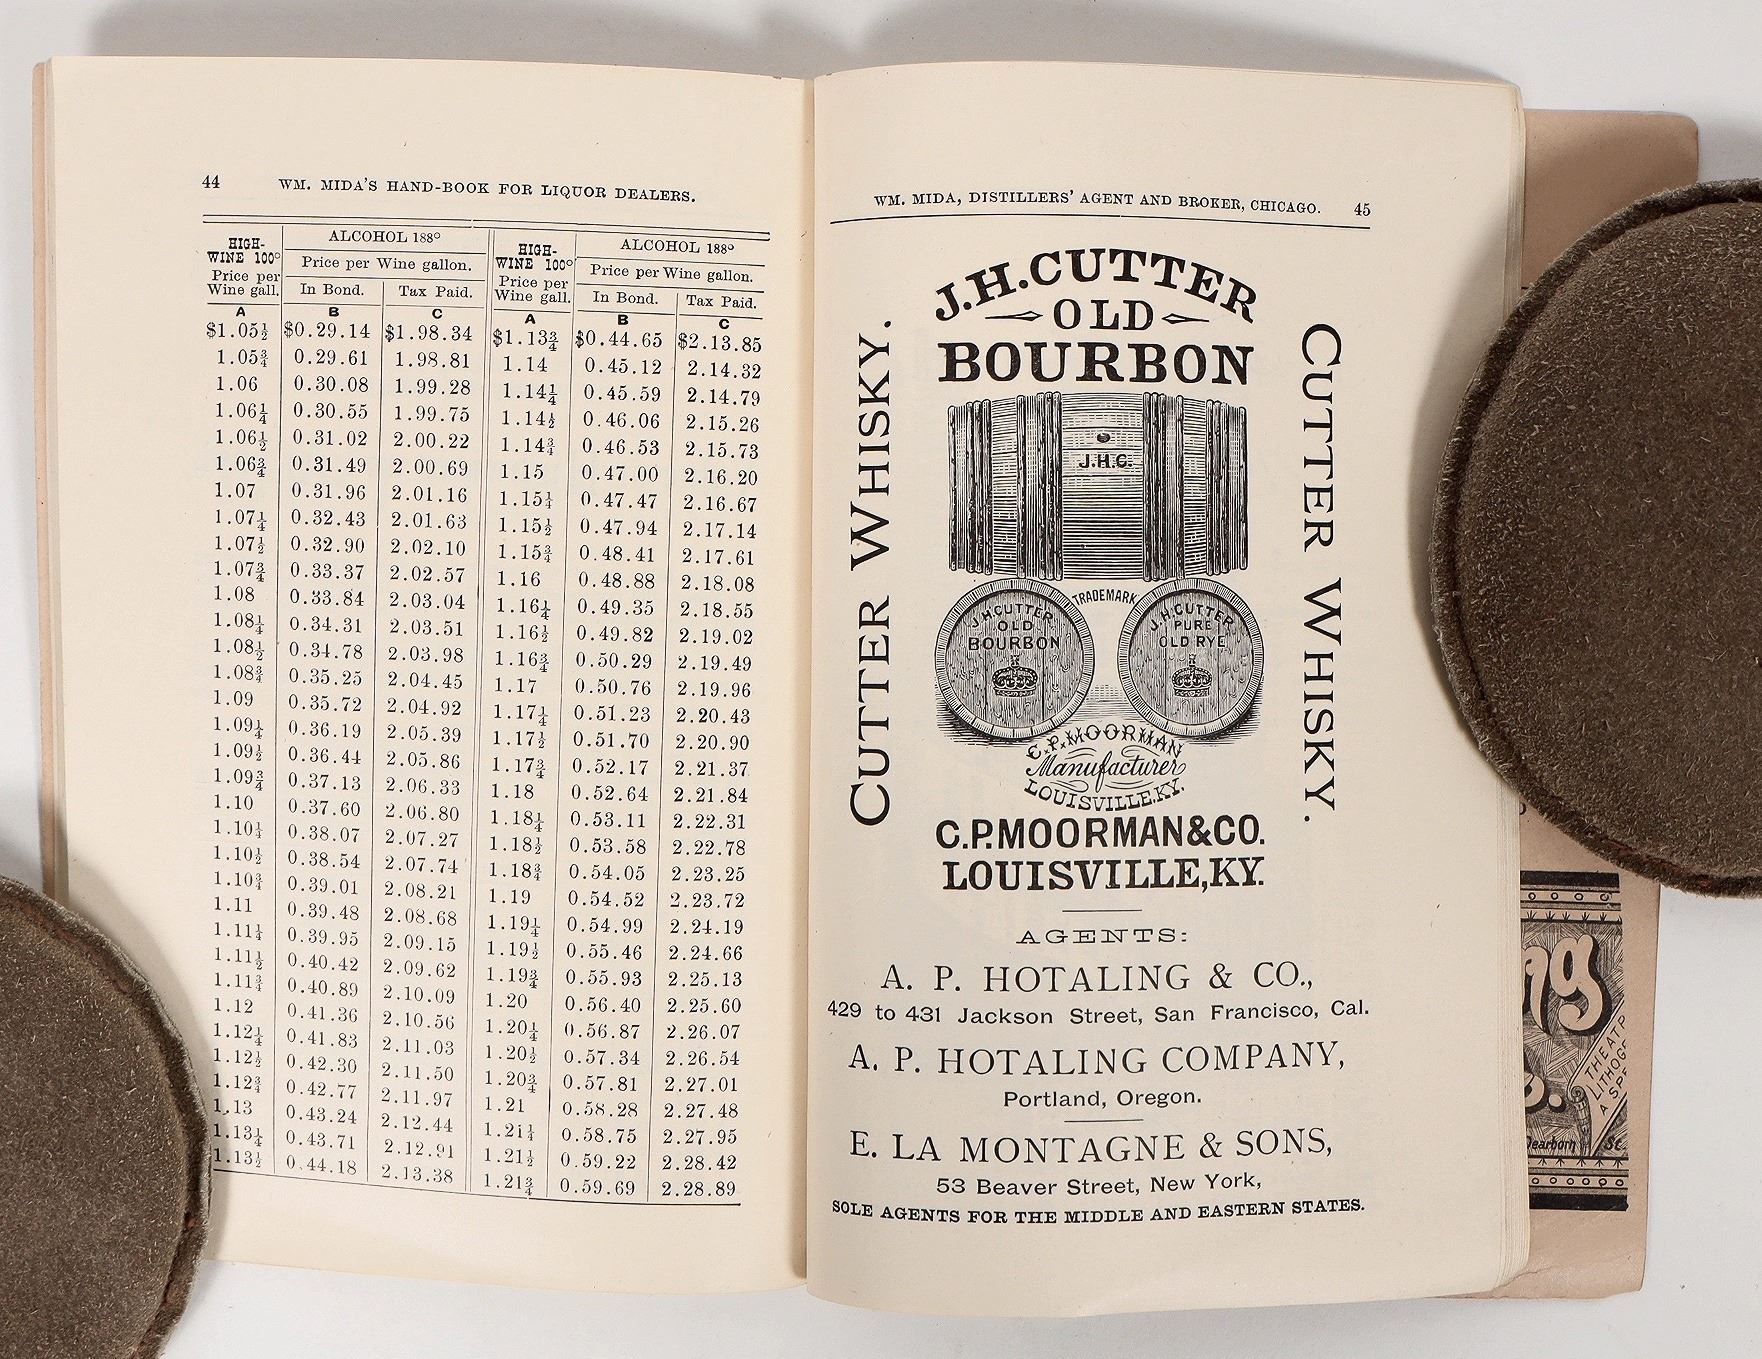 44 WM. MIDA'S HAND-BOOK FOR LIQUOR DEALERS.
HIGH-WINE 100° Price per Wine gall.
ALCOHOL 188°
Price per Wine gallon.
In Bond. Tax Paid.
HIGH-WINE 100° Price per Wine gall.
ALCOHOL 188°
Price per Wine gallon.
In Bond. Tax Paid.
A B C A B C
$1.05½ $0.29.14 $1.98.34 $1.13¾ $0.44.65 $2.13.85
1.05¾ 0.29.61 1.98.81 1.14 0.45.12 2.14.32
1.06 0.30.08 1.99.28 1.14¼ 0.45.59 2.14.79
1.06¼ 0.30.55 1.99.75 1.14½ 0.46.06 2.15.26
1.06½ 0.31.02 2.00.22 1.14¾ 0.46.53 2.15.73
1.06¾ 0.31.49 2.00.69 1.15 0.47.00 2.16.20
1.07 0.31.96 2.01.16 1.15¼ 0.47.47 2.16.67
1.07¼ 0.32.43 2.01.63 1.15½ 0.47.94 2.17.14
1.07½ 0.32.90 2.02.10 1.15¾ 0.48.41 2.17.61
1.07¾ 0.33.37 2.02.57 1.16 0.48.88 2.18.08
1.08 0.33.84 2.03.04 1.16¼ 0.49.35 2.18.55
1.08¼ 0.34.31 2.03.51 1.16½ 0.49.82 2.19.02
1.08½ 0.34.78 2.03.98 1.16¾ 0.50.29 2.19.49
1.08¾ 0.35.25 2.04.45 1.17 0.50.76 2.19.96
1.09 0.35.72 2.04.92 1.17¼ 0.51.23 2.20.43
1.09¼ 0.36.19 2.05.39 1.17½ 0.51.70 2.20.90
1.09½ 0.36.44 2.05.86 1.17¾ 0.52.17 2.21.37
1.09¾ 0.37.13 2.06.33 1.18 0.52.64 2.21.84
1.10 0.37.60 2.06.80 1.18¼ 0.53.11 2.22.31
1.10¼ 0.38.07 2.07.27 1.18½ 0.53.58 2.22.78
1.10½ 0.38.54 2.07.74 1.18¾ 0.54.05 2.23.25
1.10¾ 0.39.01 2.08.21 1.19 0.54.52 2.23.72
1.11 0.39.48 2.08.68 1.19¼ 0.54.99 2.24.19
1.11¼ 0.39.95 2.09.15 1.19½ 0.55.46 2.24.66
1.11½ 0.40.42 2.09.62 1.19¾ 0.55.93 2.25.13
1.11¾ 0.40.89 2.10.09 1.20 0.56.40 2.25.60
1.12 0.41.36 2.10.56 1.20¼ 0.56.87 2.26.07
1.12¼ 0.41.83 2.11.03 1.20½ 0.57.34 2.26.54
1.12½ 0.42.30 2.11.50 1.20¾ 0.57.81 2.27.01
1.12¾ 0.42.77 2.11.97 1.21 0.58.28 2.27.48
1.13 0.43.24 2.12.44 1.21¼ 0.58.75 2.27.95
1.13¼ 0.43.71 2.12.91 1.21½ 0.59.22 2.28.42
1.13½ 0.44.18 2.13.38 1.21¾ 0.59.69 2.28.89
WM. MIDA, DISTILLERS' AGENT AND BROKER, CHICAGO. 45
CUTTER WHISKY.
J.H.CUTTER
OLD
BOURBON
J.H.C.
TRADEMARK
J.H.CUTTER
OLD
BOURBON
J.H.CUTTER
PURE
OLD RYE
C.P.MOORMAN
Manufacturer
LOUISVILLE,KY.
C.P.MOORMAN&CO.
LOUISVILLE,KY.
CUTTER WHISKY.
AGENTS:
A. P. HOTALING & CO.,
429 to 431 Jackson Street, San Francisco, Cal.
A. P. HOTALING COMPANY,
Portland, Oregon.
E. LA MONTAGNE & SONS,
53 Beaver Street, New York,
SOLE AGENTS FOR THE MIDDLE AND EASTERN STATES.
Dearborn St.